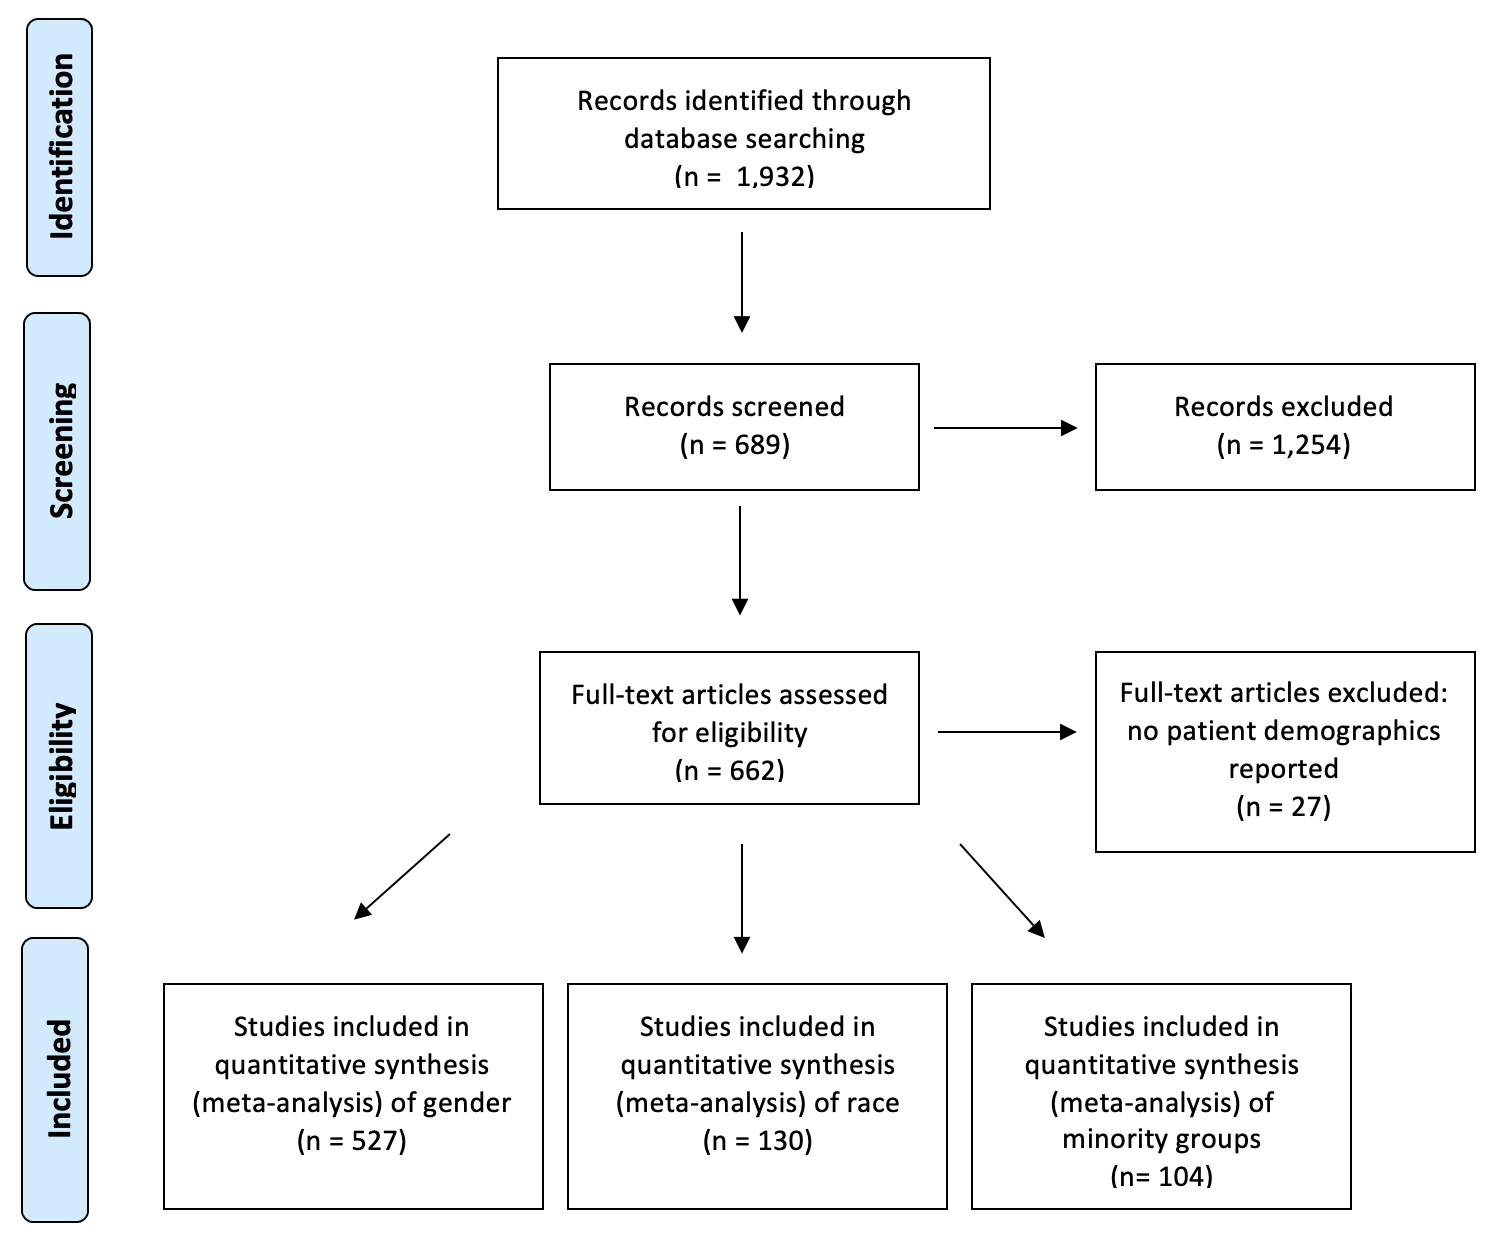 Identification
Records identified through
database searching
(n =  1,932)
Screening
Records screened
(n = 689)
Records excluded
(n = 1,254)
Eligibility
Full-text articles assessed
for eligibility
(n = 662)
Full-text articles excluded:
no patient demographics
reported
(n = 27)
Included
Studies included in
quantitative synthesis
(meta-analysis) of gender
(n = 527)
Studies included in
quantitative synthesis
(meta-analysis) of race
(n = 130)
Studies included in
quantitative synthesis
(meta-analysis) of
minority groups
(n= 104)